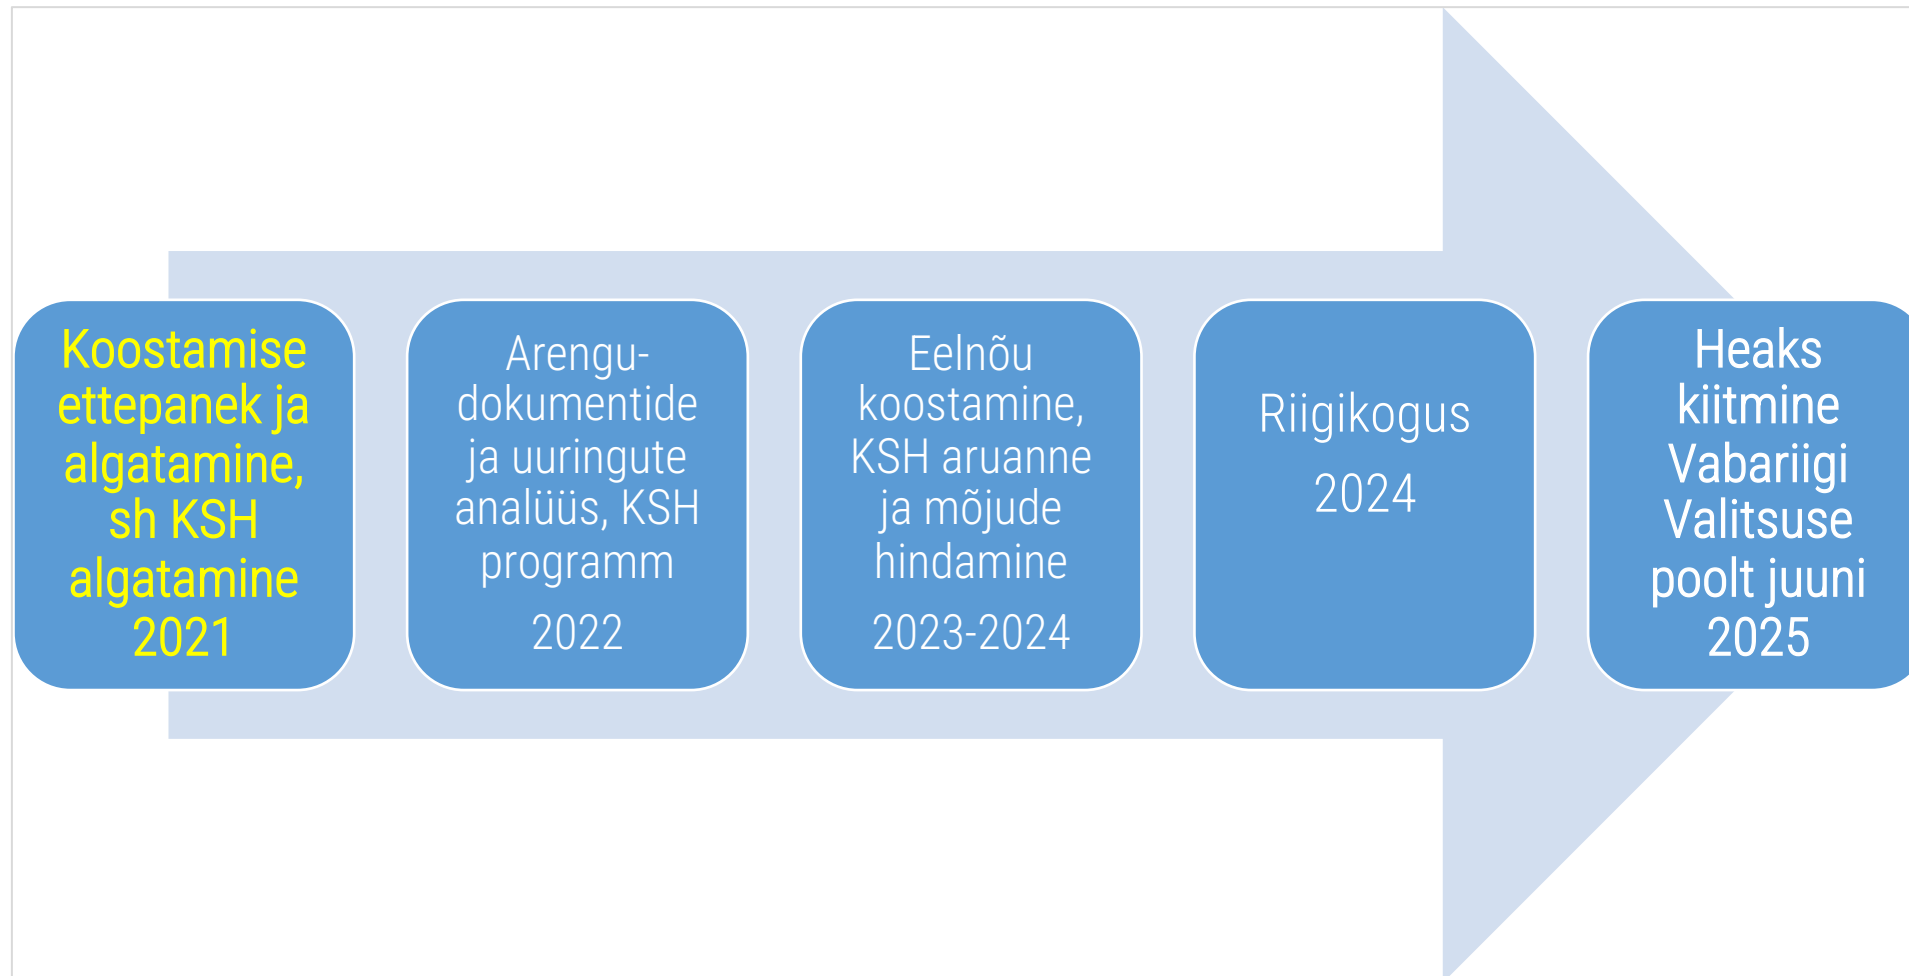 Koostamise
ettepanek ja
algatamine,
sh KSH
algatamine
2021
Arengu-
dokumentide
ja uuringute
analüüs, KSH
programm
2022
Eelnõu
koostamine,
KSH aruanne
ja mõjude
hindamine
2023-2024
Riigikogus
2024
Heaks
kiitmine
Vabariigi
Valitsuse
poolt juuni
2025